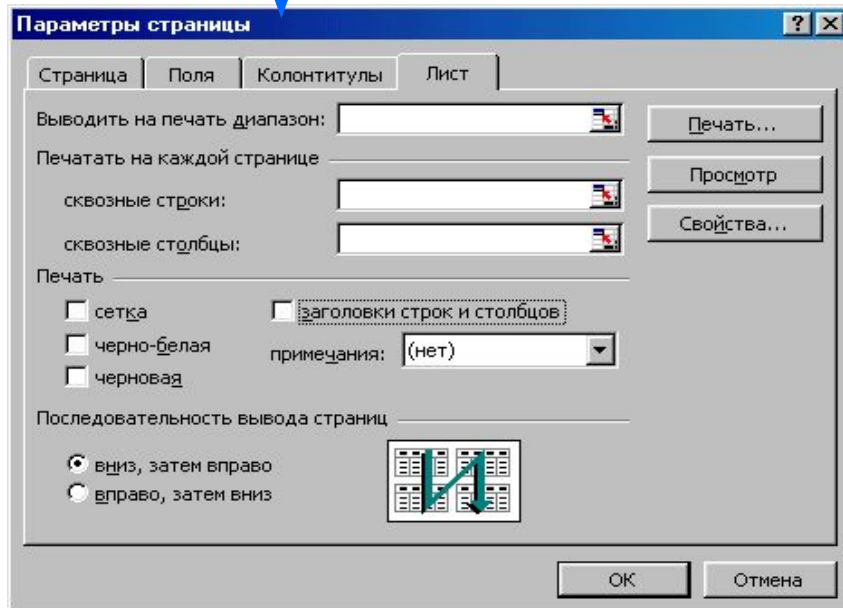 Параметры страницы
Страница Поля Колонтитулы Лист
Выводить на печать диапазон:
Печать...
Печатать на каждой странице
Просмотр
сквозные строки:
Свойства...
сквозные столбцы:
Печать
сетка заголовки строк и столбцов
черно-белая примечания: (нет)
черновая
Последовательность вывода страниц
вниз, затем вправо
вправо, затем вниз
ОК Отмена